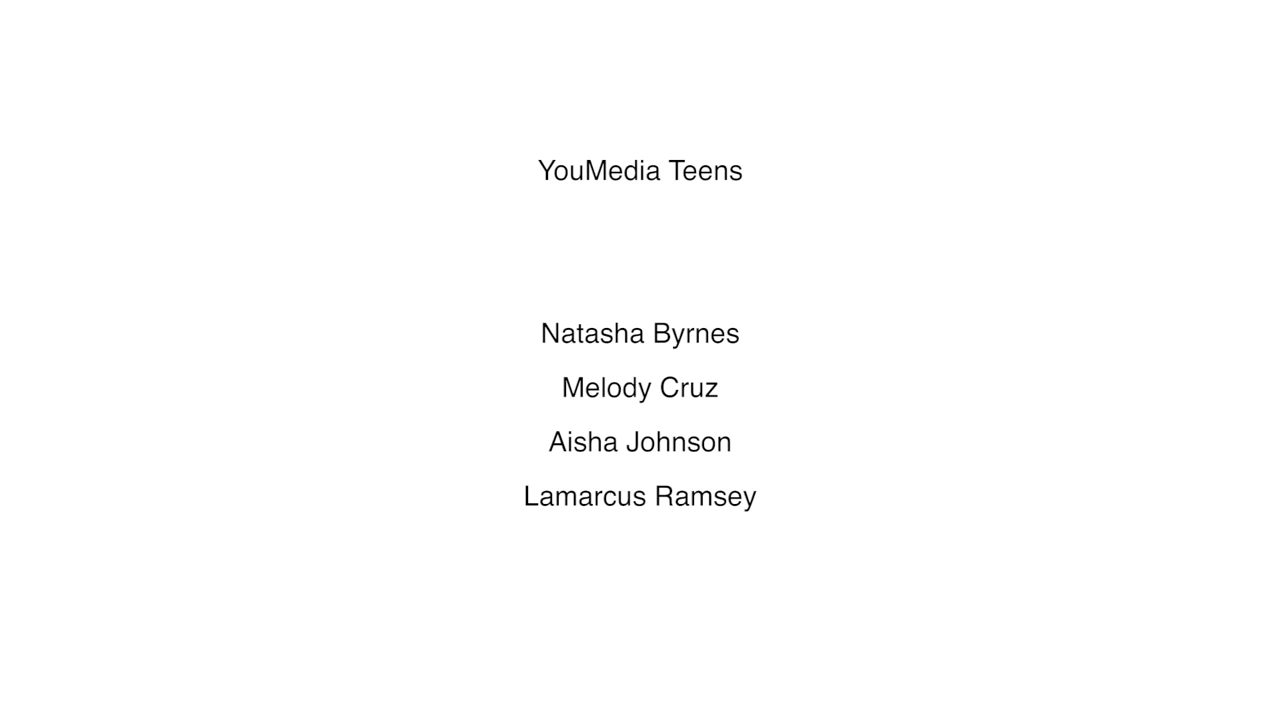 YouMedia Teens
Natasha Byrnes
Melody Cruz
Aisha Johnson
Lamarcus Ramsey